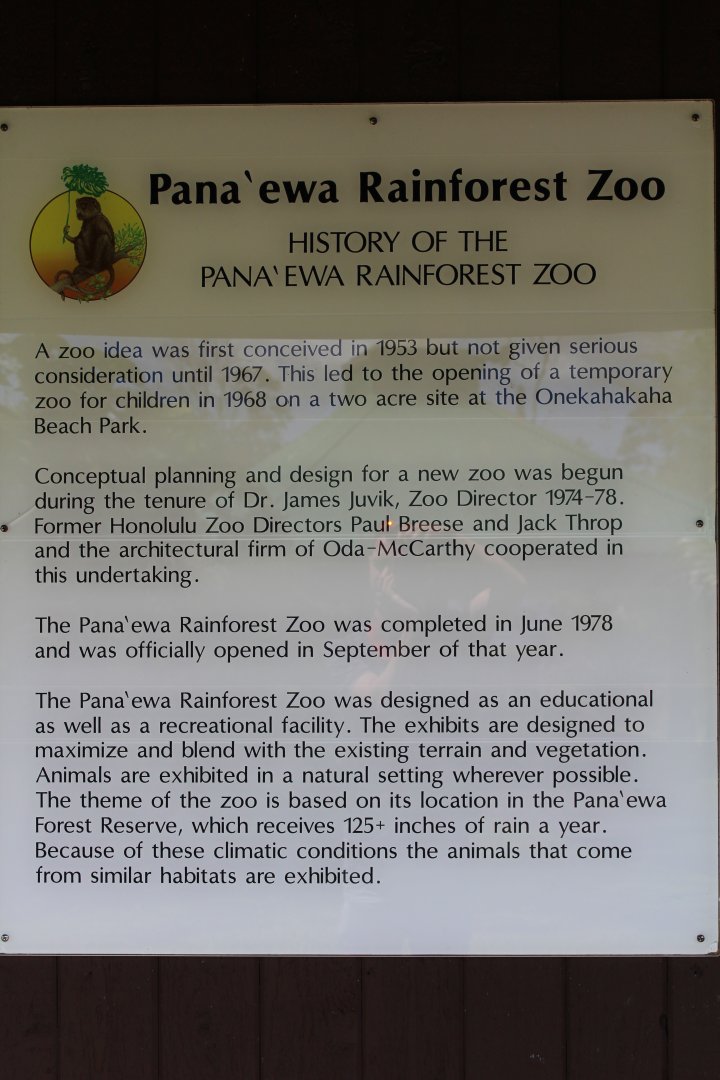 Pana‘ewa Rainforest Zoo
HISTORY OF THE
PANA‘EWA RAINFOREST ZOO
A zoo idea was first conceived in 1953 but not given serious
consideration until 1967. This led to the opening of a temporary
zoo for children in 1968 on a two acre site at the Onekahakaha
Beach Park.
Conceptual planning and design for a new zoo was begun
during the tenure of Dr. James Juvik, Zoo Director 1974-78.
Former Honolulu Zoo Directors Paul Breese and Jack Throp
and the architectural firm of Oda-McCarthy cooperated in
this undertaking.
The Pana‘ewa Rainforest Zoo was completed in June 1978
and was officially opened in September of that year.
The Pana‘ewa Rainforest Zoo was designed as an educational
as well as a recreational facility. The exhibits are designed to
maximize and blend with the existing terrain and vegetation.
Animals are exhibited in a natural setting wherever possible.
The theme of the zoo is based on its location in the Pana‘ewa
Forest Reserve, which receives 125+ inches of rain a year.
Because of these climatic conditions the animals that come
from similar habitats are exhibited.